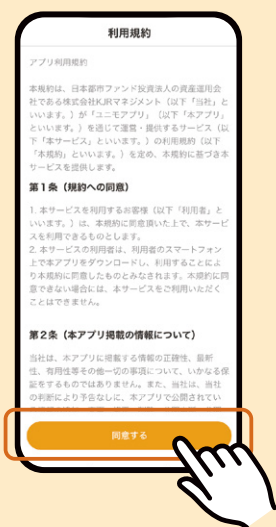 利用規約
アプリ利用規約
本規約は、日本都市ファンド投資法人の資産運用会
社である株式会社KJRマネジメント（以下「当社」と
いいます。）が「ユニモアプリ」（以下「本アプリ」
といいます。）を通じて運営・提供するサービス（以
下「本サービス」といいます。）の利用規約（以下
「本規約」といいます。）を定め、本規約に基づき本
サービスを提供します。
第1条（規約への同意）
1. 本サービスを利用するお客様（以下「利用者」と
いいます。）は、本規約に同意頂いた上で、本サービ
スを利用できるものとします。
2. 本サービスの利用者は、利用者のスマートフォン
上で本アプリをダウンロードし、利用することによ
り本規約に同意したものとみなされます。本規約に同
意できない場合には、本サービスをご利用いただく
ことはできません。
第2条（本アプリ掲載の情報について）
当社は、本アプリに掲載する情報の正確性、最新
性、有用性等その他一切の事項について、いかなる保
証をするものではありません。また、当社は、当社
の判断により予告なしに、本アプリで公開されてい
同意する